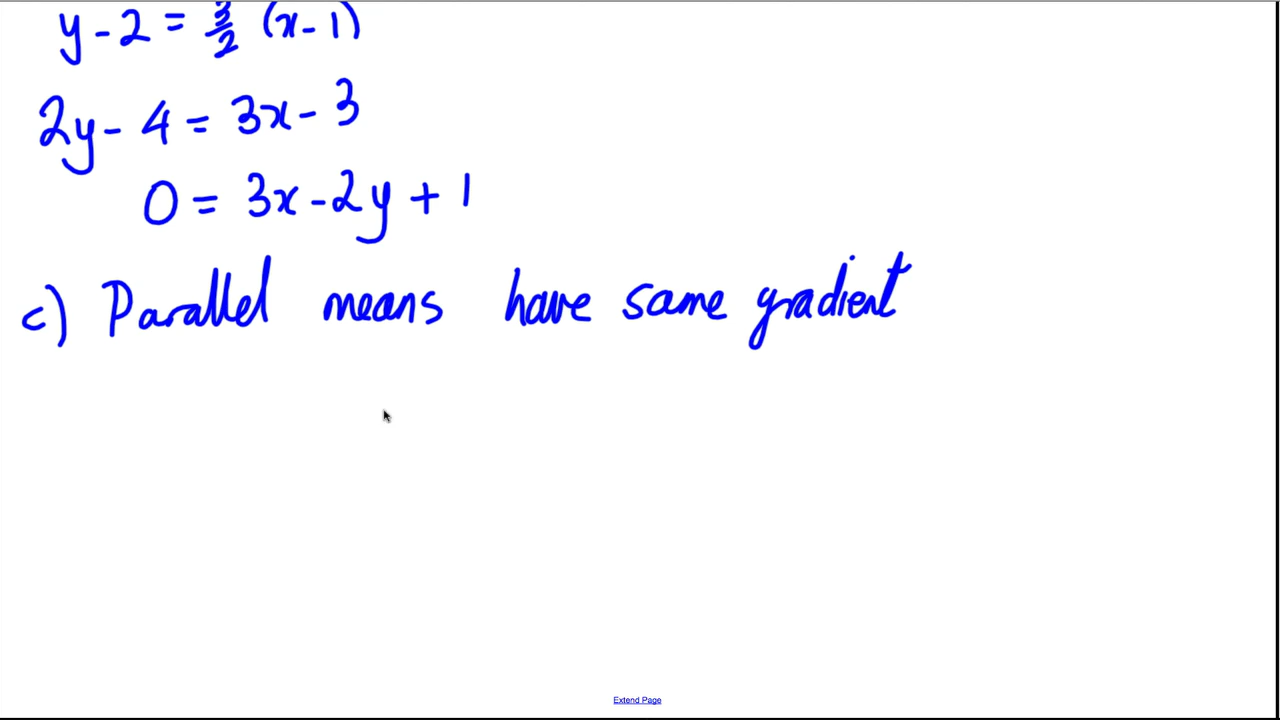 y - 2 = 3/2 (x - 1)
2y - 4 = 3x - 3
0 = 3x - 2y + 1
c) Parallel means have same gradient
Extend Page